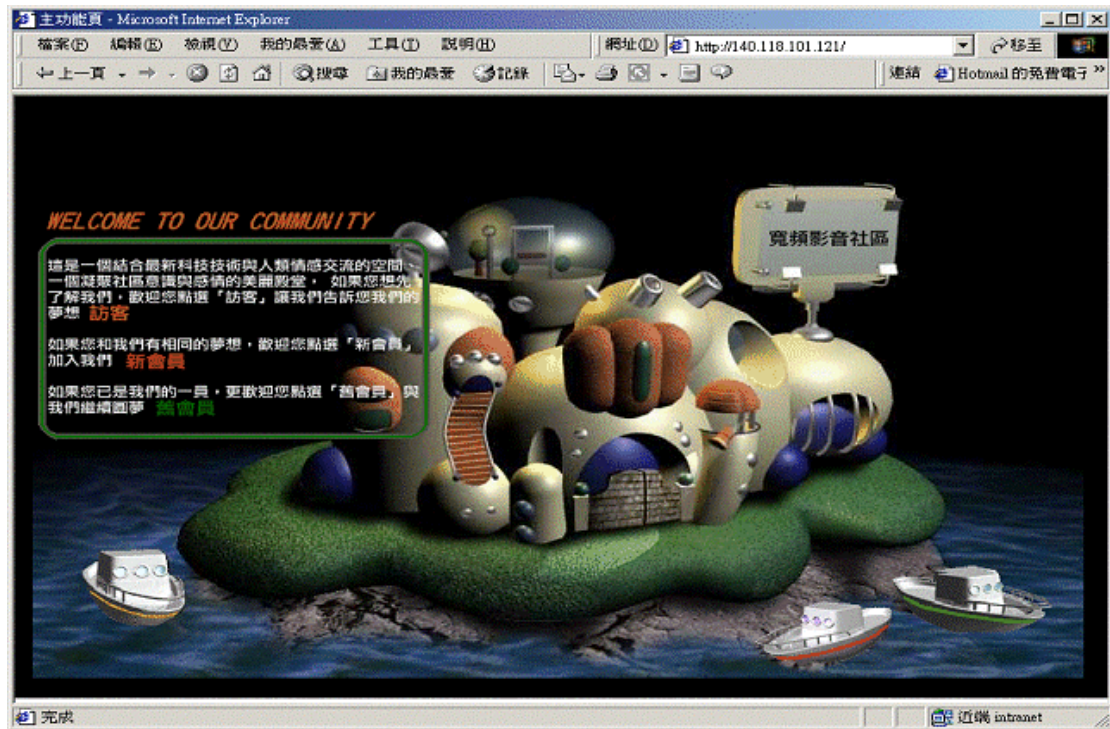 主功能頁 - Microsoft Internet Explorer
檔案(F) 編輯(E) 檢視(V) 我的最愛(A) 工具(T) 說明(H) 網址(D) http://140.118.101.121/ 移至
上一頁 搜尋 我的最愛 記錄 連結 Hotmail 的免費電子 »
寬頻影音社區
WELCOME TO OUR COMMUNITY
這是一個結合最新科技技術與人類情感交流的空間、
一個凝聚社區意識與感情的美麗殿堂， 如果您想先
了解我們，歡迎您點選「訪客」讓我們告訴您我們的
夢想 訪客
如果您和我們有相同的夢想，歡迎您點選「新會員」
加入我們 新會員
如果您已是我們的一員，更歡迎您點選「舊會員」與
我們繼續圓夢 舊會員
完成 近端 intranet